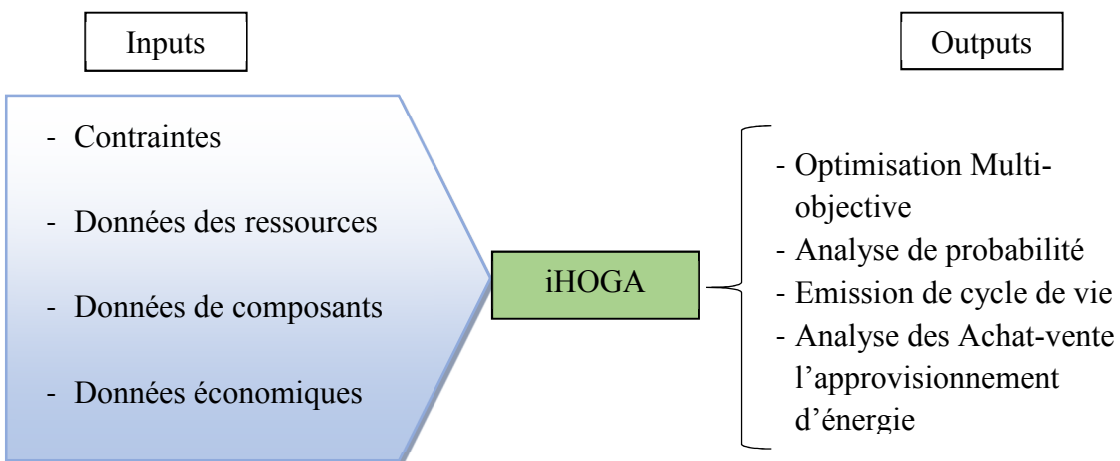 Inputs
Outputs
- Contraintes
- Données des ressources
- Données de composants
- Données économiques
iHOGA
- Optimisation Multi-
objective
- Analyse de probabilité
- Emission de cycle de vie
- Analyse des Achat-vente
l’approvisionnement
d’énergie